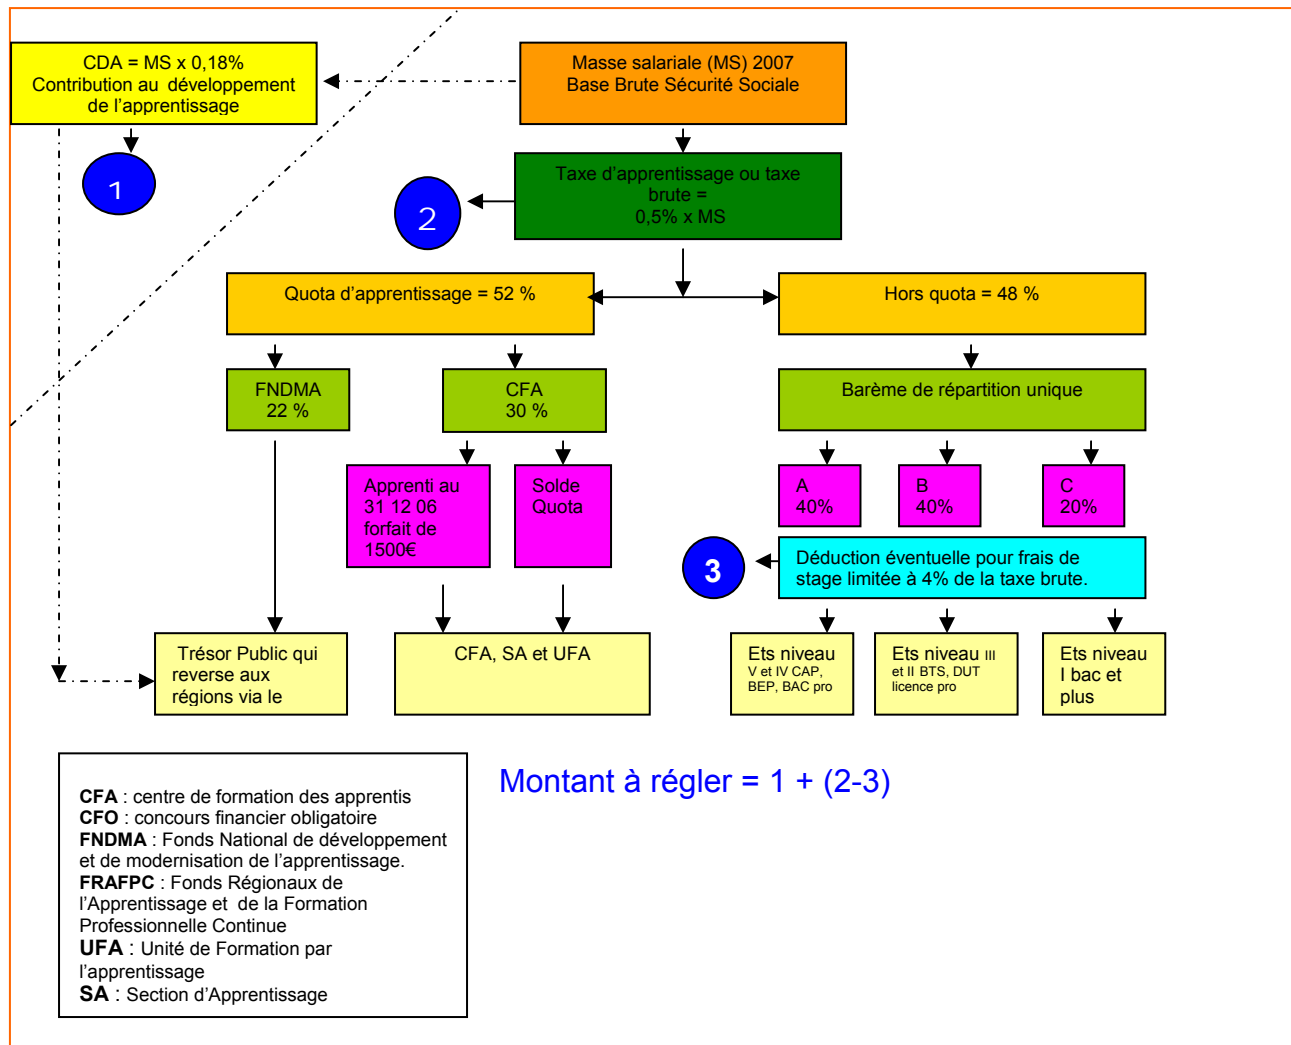 CDA = MS x 0,18%
Contribution au développement
de l'apprentissage
Masse salariale (MS) 2007
Base Brute Sécurité Sociale
1
Taxe d'apprentissage ou taxe
brute =
0,5% x MS
2
Quota d'apprentissage = 52 %
Hors quota = 48 %
FNDMA
22 %
CFA
30 %
Barème de répartition unique
Apprenti au
31 12 06
forfait de
1500€
Solde
Quota
A
40%
B
40%
C
20%
3
Déduction éventuelle pour frais de
stage limitée à 4% de la taxe brute.
Trésor Public qui
reverse aux
régions via le
CFA, SA et UFA
Ets niveau
V et IV CAP,
BEP, BAC pro
Ets niveau III
et II BTS, DUT
licence pro
Ets niveau
I bac et
plus
Montant à régler = 1 + (2-3)
CFA : centre de formation des apprentis
CFO : concours financier obligatoire
FNDMA : Fonds National de développement
et de modernisation de l'apprentissage.
FRAFPC : Fonds Régionaux de
l'Apprentissage et de la Formation
Professionnelle Continue
UFA : Unité de Formation par
l'apprentissage
SA : Section d'Apprentissage